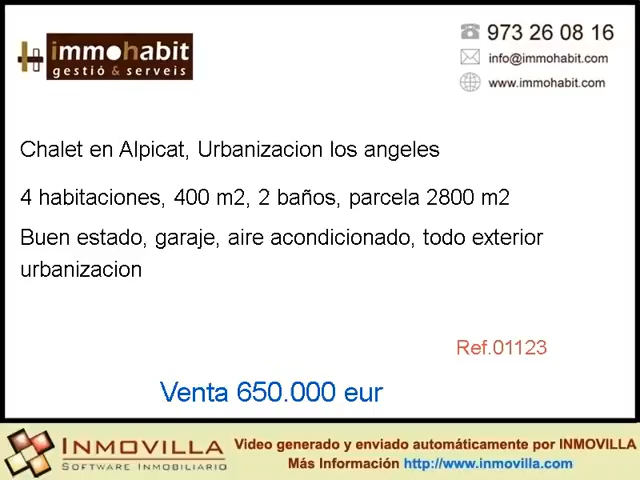 immohabit
gestió & serveis
973 26 08 16
info@immohabit.com
www.immohabit.com
Chalet en Alpicat, Urbanizacion los angeles
4 habitaciones, 400 m2, 2 baños, parcela 2800 m2
Buen estado, garaje, aire acondicionado, todo exterior
urbanizacion
Ref.01123
Venta 650.000 eur
INMOVILLA
SOFTWARE INMOBILIARIO
Video generado y enviado automáticamente por INMOVILLA
Más Información http://www.inmovilla.com